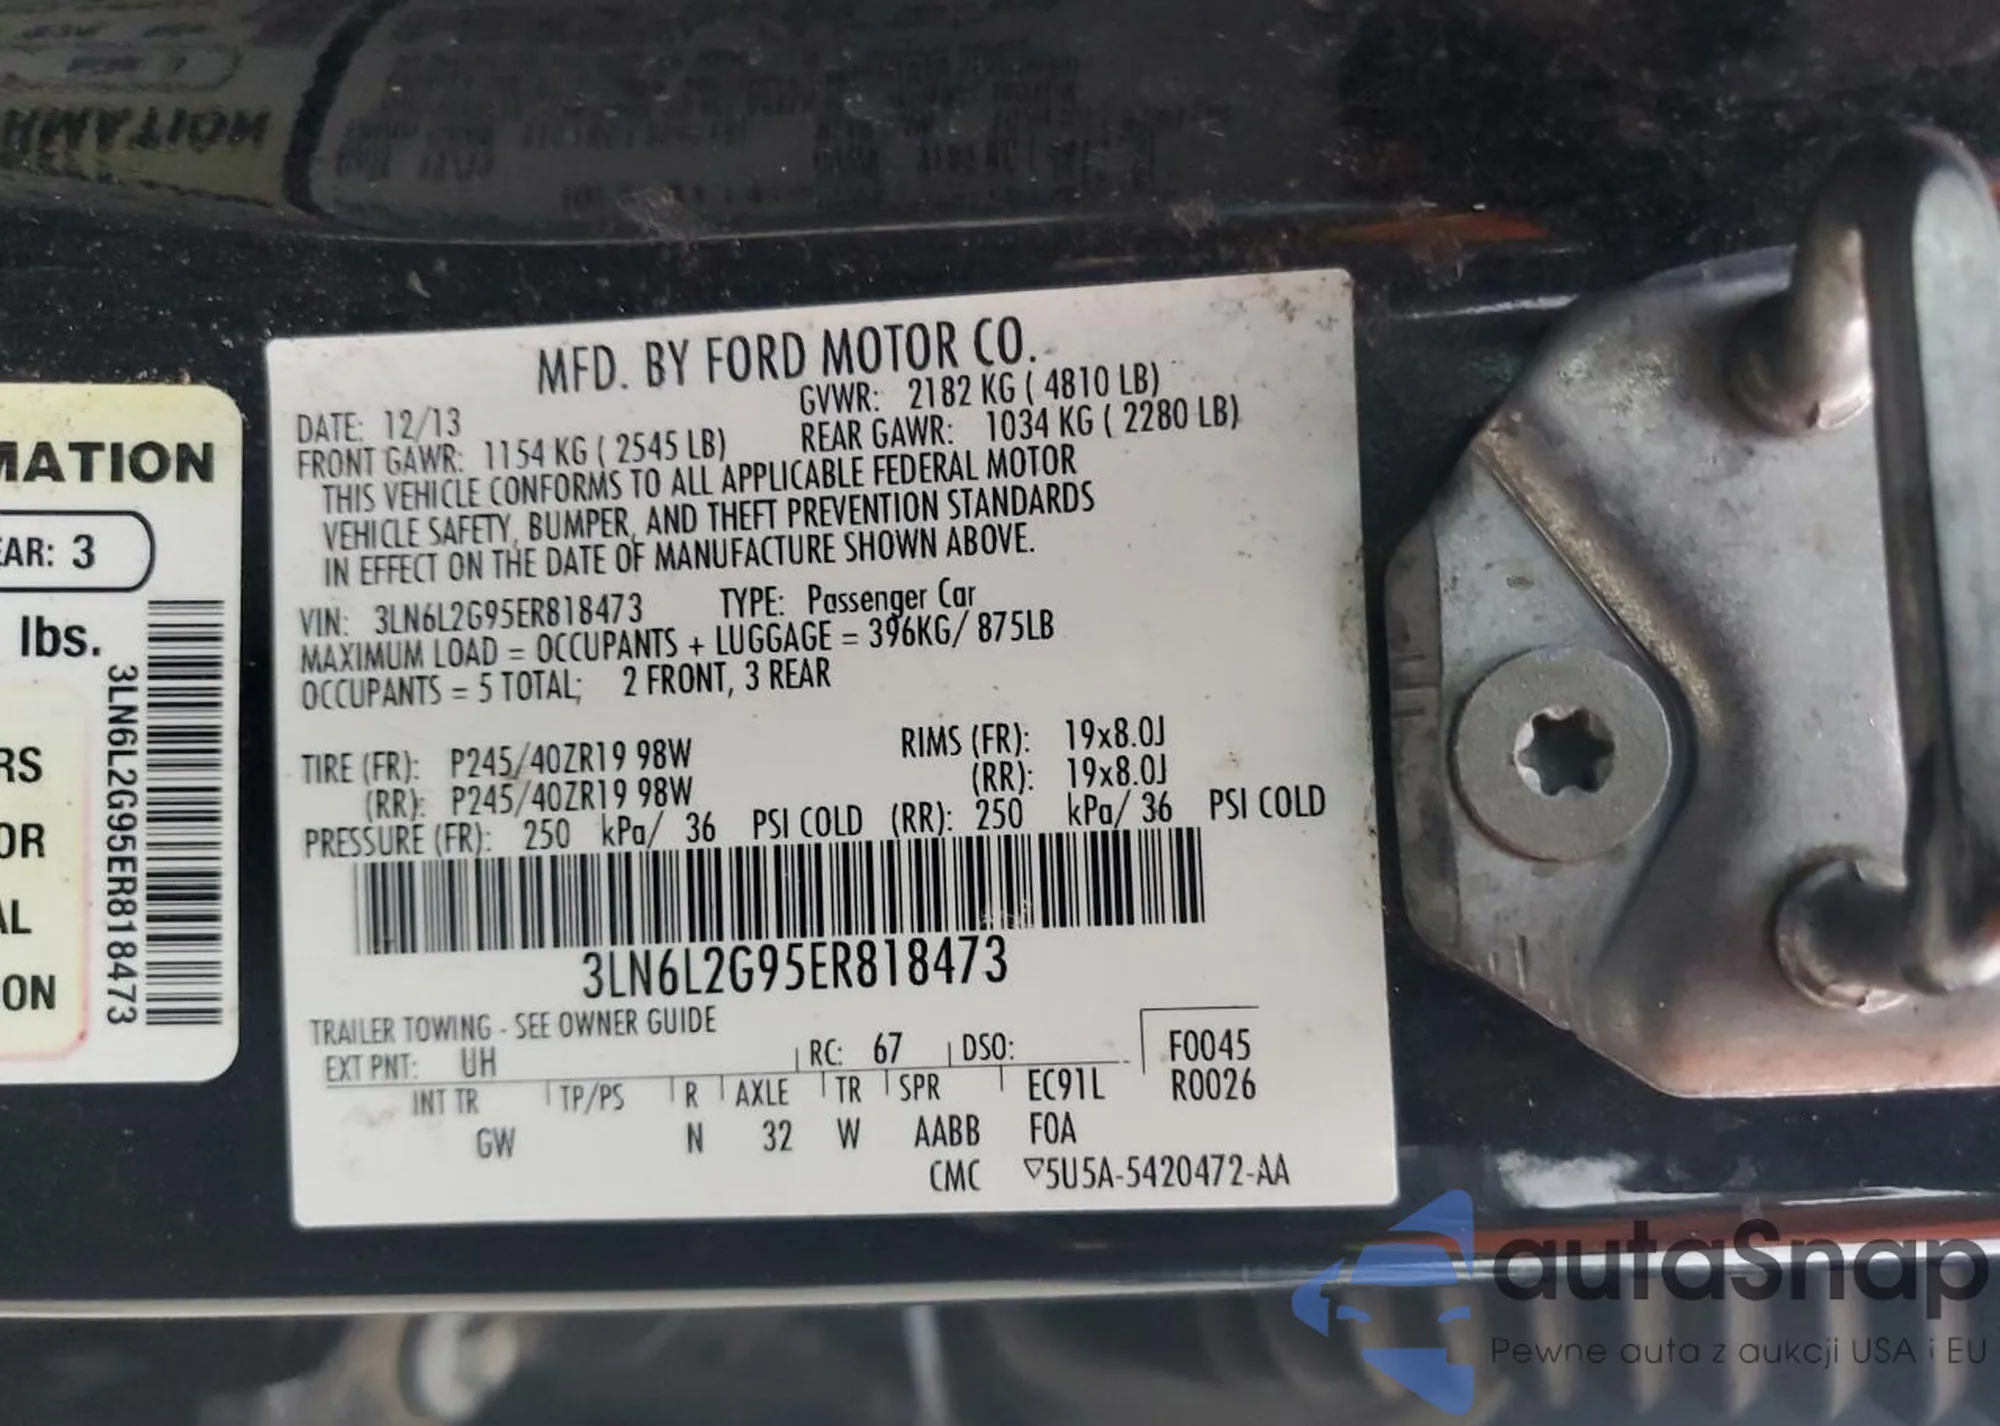 MATION
EAR: 3
lbs.
RS
OR
AL
ON
3LN6L2G95ER818473
MFD. BY FORD MOTOR CO.
DATE: 12/13
GVWR: 2182 KG ( 4810 LB)
FRONT GAWR: 1154 KG ( 2545 LB)
REAR GAWR: 1034 KG ( 2280 LB)
THIS VEHICLE CONFORMS TO ALL APPLICABLE FEDERAL MOTOR
VEHICLE SAFETY, BUMPER, AND THEFT PREVENTION STANDARDS
IN EFFECT ON THE DATE OF MANUFACTURE SHOWN ABOVE.
VIN: 3LN6L2G95ER818473 TYPE: Passenger Car
MAXIMUM LOAD = OCCUPANTS + LUGGAGE = 396KG/ 875LB
OCCUPANTS = 5 TOTAL; 2 FRONT, 3 REAR
TIRE (FR): P245/40ZR19 98W RIMS (FR): 19x8.0J
(RR): P245/40ZR19 98W (RR): 19x8.0J
PRESSURE (FR): 250 kPa/ 36 PSI COLD (RR): 250 kPa/ 36 PSI COLD
3LN6L2G95ER818473
TRAILER TOWING - SEE OWNER GUIDE
EXT PNT: UH RC: 67 DSO: F0045
INT TR TP/PS R AXLE TR SPR EC91L R0026
GW N 32 W AABB F0A
CMC ▽5U5A-5420472-AA
autaSnap
Pewne auta z aukcji USA i EU